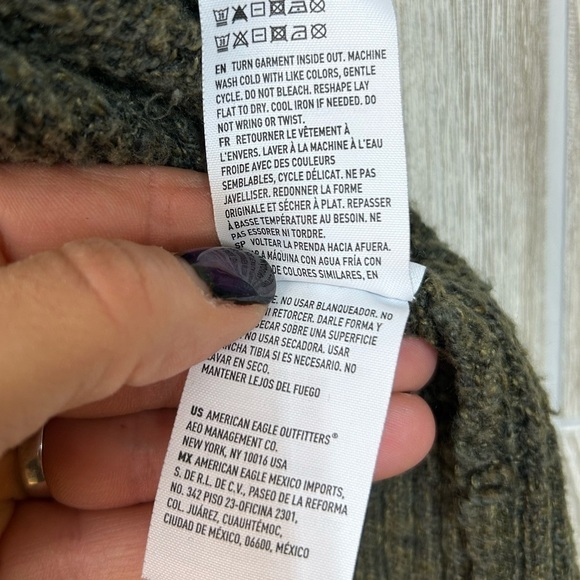 EN TURN GARMENT INSIDE OUT. MACHINE
WASH COLD WITH LIKE COLORS, GENTLE
CYCLE. DO NOT BLEACH. RESHAPE LAY
FLAT TO DRY. COOL IRON IF NEEDED. DO
NOT WRING OR TWIST.
FR RETOURNER LE VÊTEMENT À
L'ENVERS. LAVER À LA MACHINE À L'EAU
FROIDE AVEC DES COULEURS
SEMBLABLES, CYCLE DÉLICAT. NE PAS
JAVELLISER. REDONNER LA FORME
ORIGINALE ET SÉCHER À PLAT. REPASSER
À BASSE TEMPÉRATURE AU BESOIN. NE
PAS ESSORER NI TORDRE.
SP VOLTEAR LA PRENDA HACIA AFUERA.
A MÁQUINA CON AGUA FRÍA CON
DE COLORES SIMILARES, EN
NO USAR BLANQUEADOR. NO
NI RETORCER. DARLE FORMA Y
SECAR SOBRE UNA SUPERFICIE
NO USAR SECADORA. USAR
TIBIA SI ES NECESARIO. NO
LAVAR EN SECO.
MANTENER LEJOS DEL FUEGO
US AMERICAN EAGLE OUTFITTERS®
AEO MANAGEMENT CO.
NEW YORK, NY 10016 USA
MX AMERICAN EAGLE MEXICO IMPORTS,
S. DE R.L. DE C.V., PASEO DE LA REFORMA
NO. 342 PISO 23-OFICINA 2301,
COL. JUÁREZ, CUAUHTÉMOC,
CIUDAD DE MÉXICO, 06600, MÉXICO